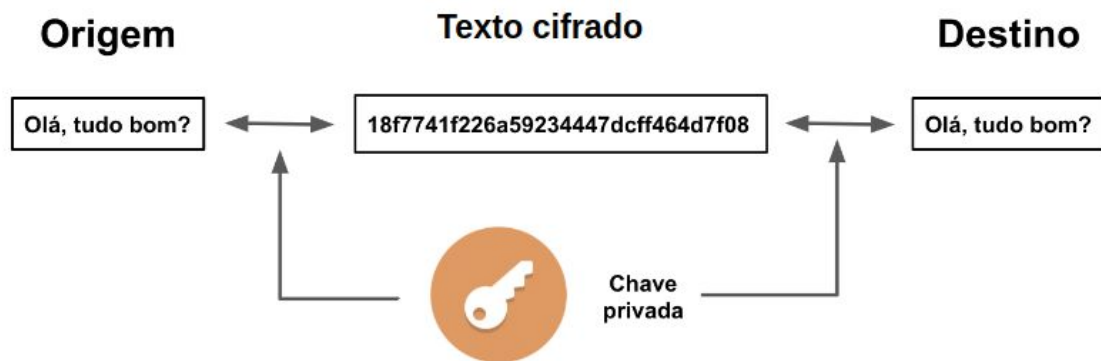 Origem
Texto cifrado
Destino
Olá, tudo bom?
18f7741f226a59234447dcff464d7f08
Olá, tudo bom?
Chave
privada